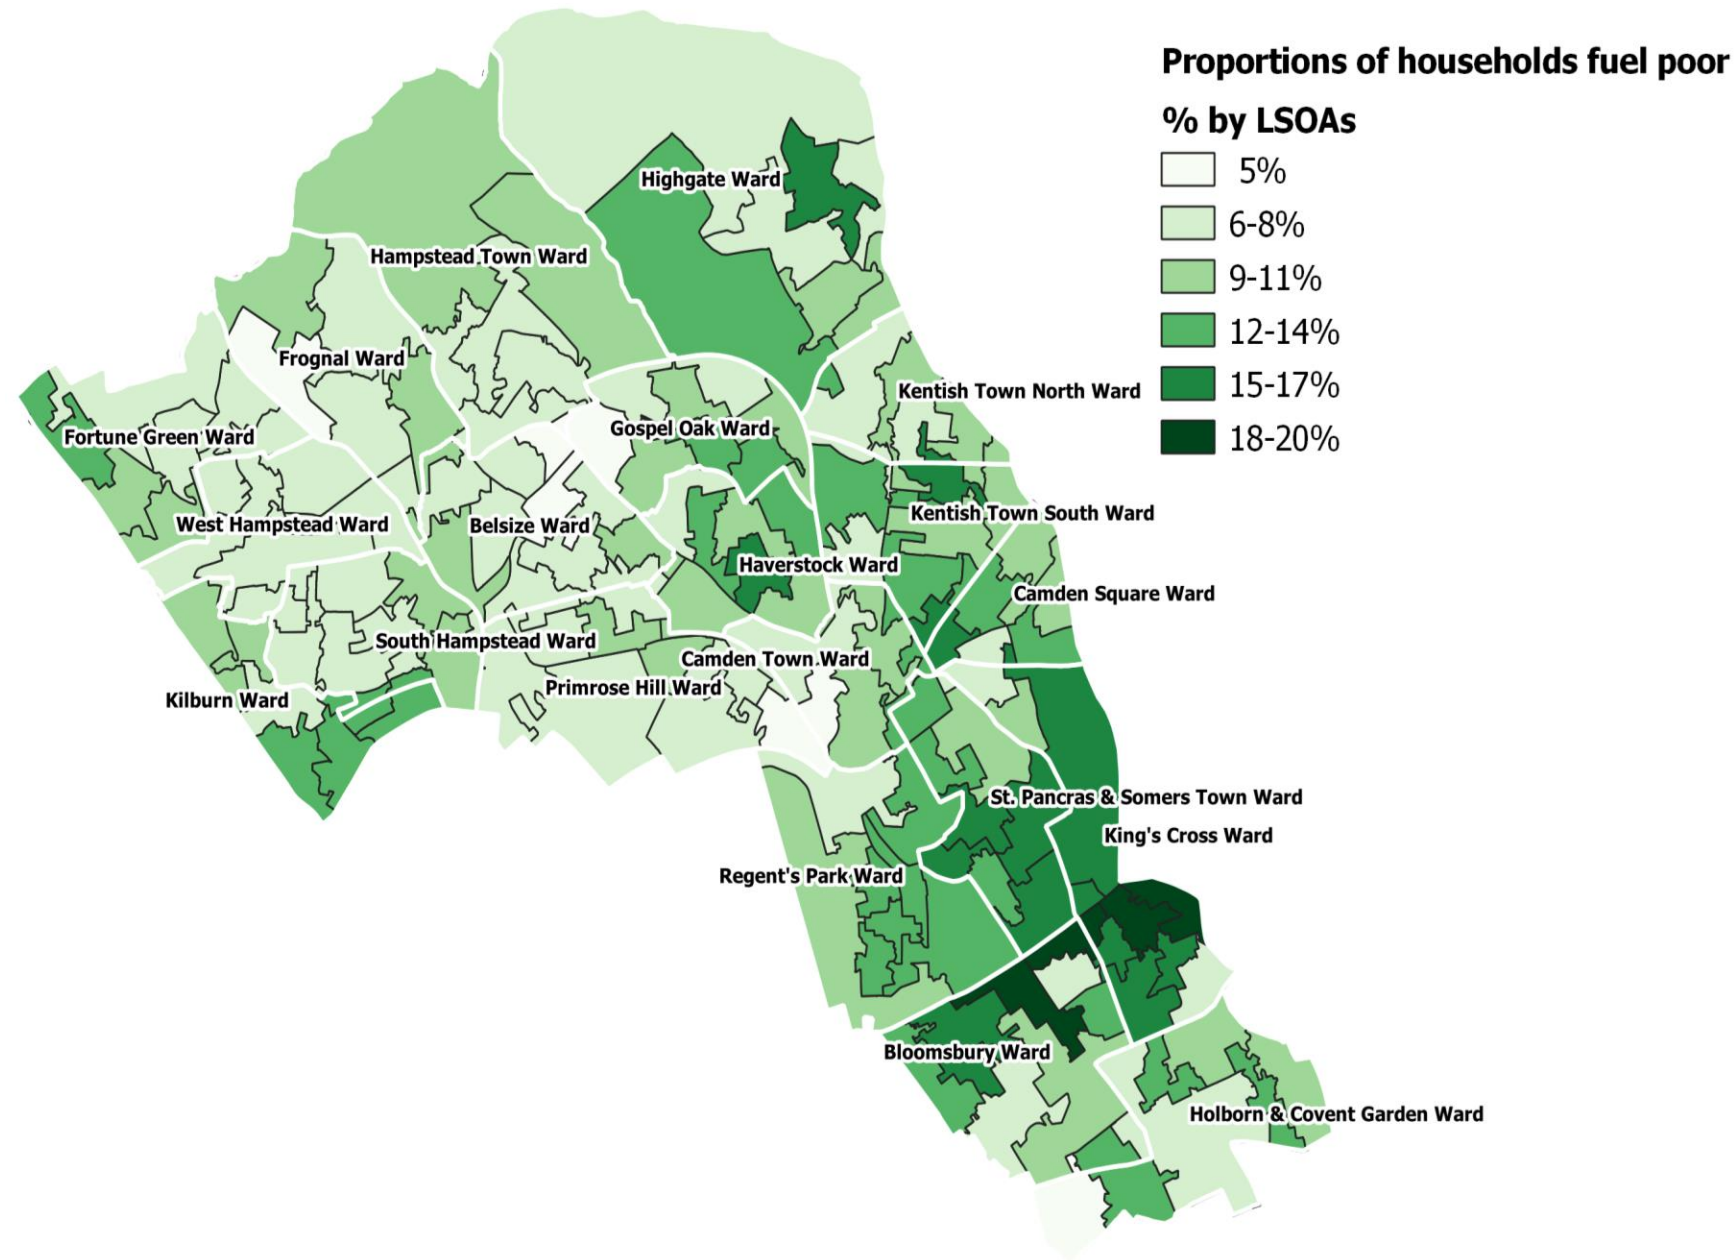 Proportions of households fuel poor
% by LSOAs
5%
6-8%
9-11%
12-14%
15-17%
18-20%
Highgate Ward
Hampstead Town Ward
Frognal Ward
Kentish Town North Ward
Gospel Oak Ward
Fortune Green Ward
Kentish Town South Ward
West Hampstead Ward
Belsize Ward
Haverstock Ward
Camden Square Ward
South Hampstead Ward
Camden Town Ward
Primrose Hill Ward
Kilburn Ward
St. Pancras & Somers Town Ward
King's Cross Ward
Regent's Park Ward
Bloomsbury Ward
Holborn & Covent Garden Ward